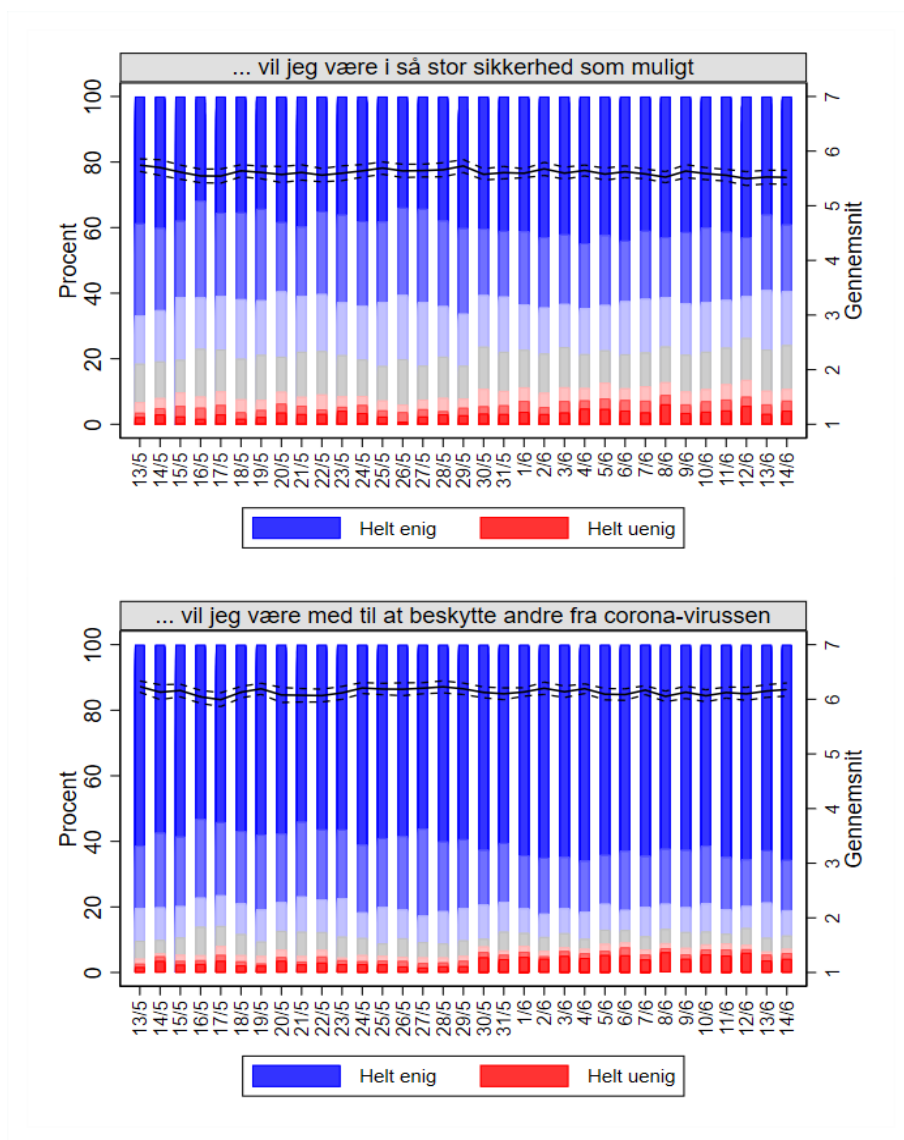 ... vil jeg være i så stor sikkerhed som muligt
100
80
60
40
20
0
Procent
7
6
5
4
3
2
1
Gennemsnit
13/5 14/5 15/5 16/5 17/5 18/5 19/5 20/5 21/5 22/5 23/5 24/5 25/5 26/5 27/5 28/5 29/5 30/5 31/5 1/6 2/6 3/6 4/6 5/6 6/6 7/6 8/6 9/6 10/6 11/6 12/6 13/6 14/6
Helt enig Helt uenig
... vil jeg være med til at beskytte andre fra corona-virussen
100
80
60
40
20
0
Procent
7
6
5
4
3
2
1
Gennemsnit
13/5 14/5 15/5 16/5 17/5 18/5 19/5 20/5 21/5 22/5 23/5 24/5 25/5 26/5 27/5 28/5 29/5 30/5 31/5 1/6 2/6 3/6 4/6 5/6 6/6 7/6 8/6 9/6 10/6 11/6 12/6 13/6 14/6
Helt enig Helt uenig